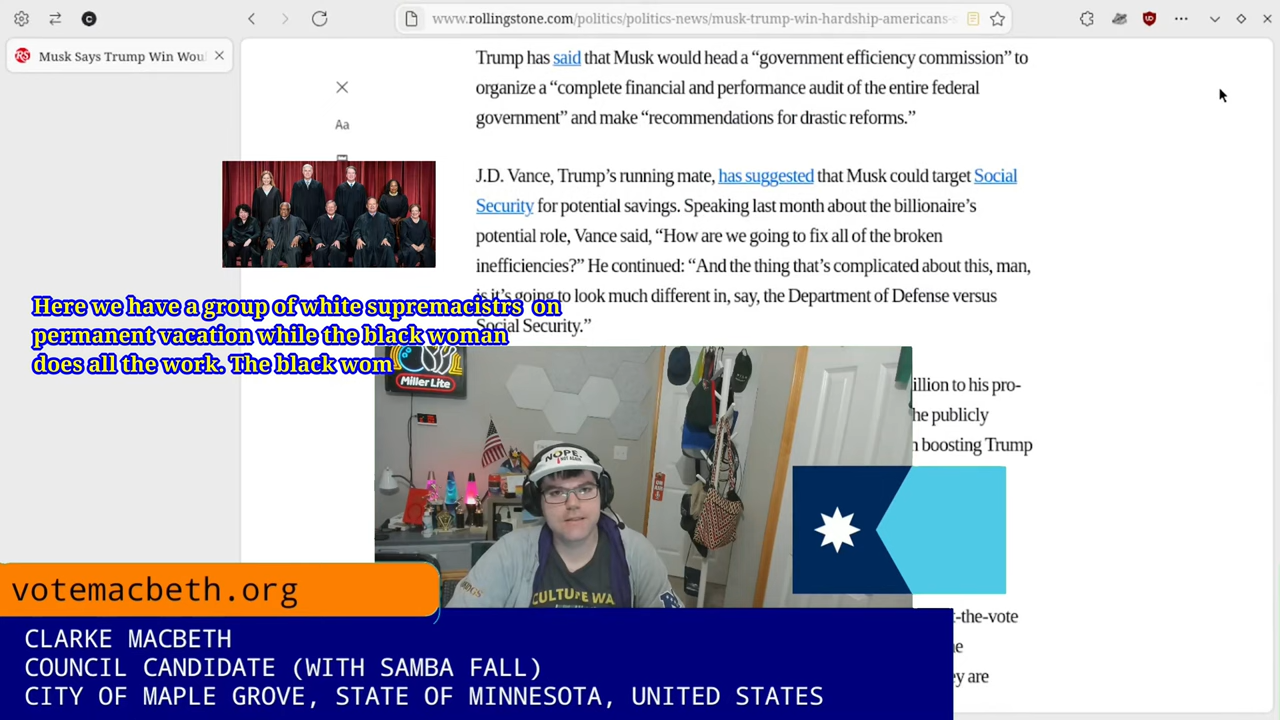 www.rollingstone.com/politics/politics-news/musk-trump-win-hardship-americans-
Musk Says Trump Win Wou
Trump has said that Musk would head a “government efficiency commission” to
organize a “complete financial and performance audit of the entire federal
government” and make “recommendations for drastic reforms.”
Aa
J.D. Vance, Trump’s running mate, has suggested that Musk could target Social
Security for potential savings. Speaking last month about the billionaire’s
potential role, Vance said, “How are we going to fix all of the broken
inefficiencies?” He continued: “And the thing that’s complicated about this, man,
is it’s going to look much different in, say, the Department of Defense versus
Social Security.”
Here we have a group of white supremacistrs on
permanent vacation while the black woman
does all the work. The black wom
Miller Lite
illion to his pro-
he publicly
boosting Trump
NOPE
NOT AGAIN
CULTURE WA
votemacbeth.org
-the-vote
ey are
CLARKE MACBETH
COUNCIL CANDIDATE (WITH SAMBA FALL)
CITY OF MAPLE GROVE, STATE OF MINNESOTA, UNITED STATES